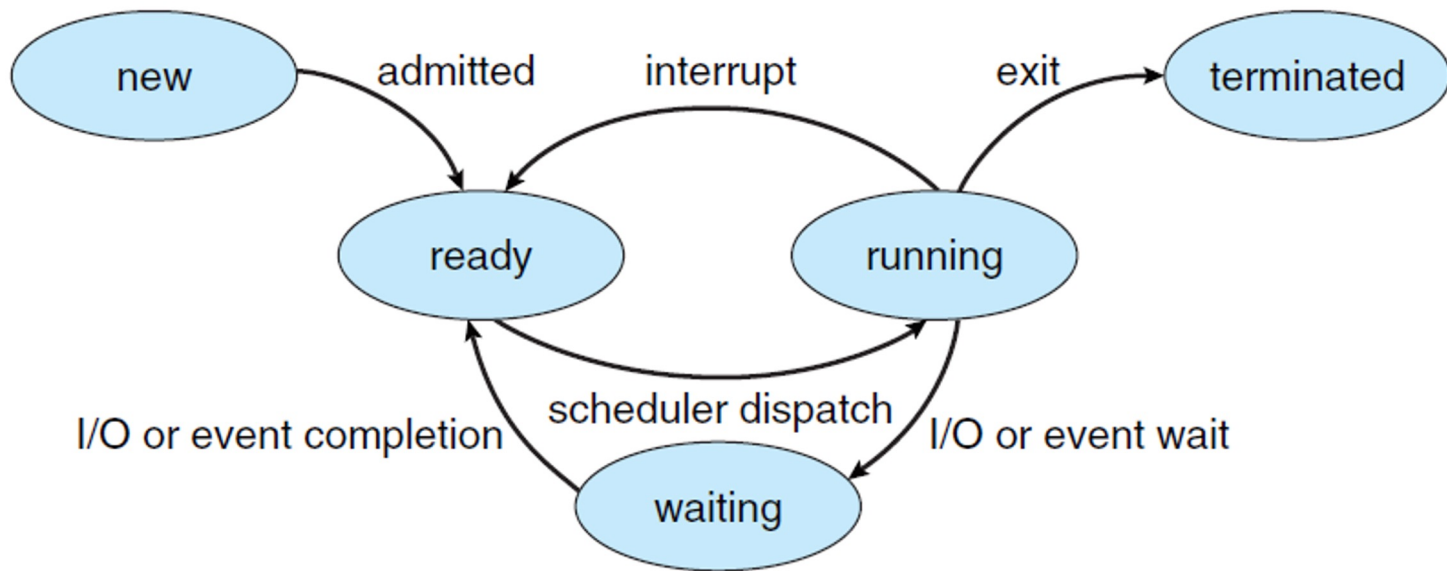 new
admitted
interrupt
exit
terminated
ready
running
scheduler dispatch
I/O or event completion
I/O or event wait
waiting